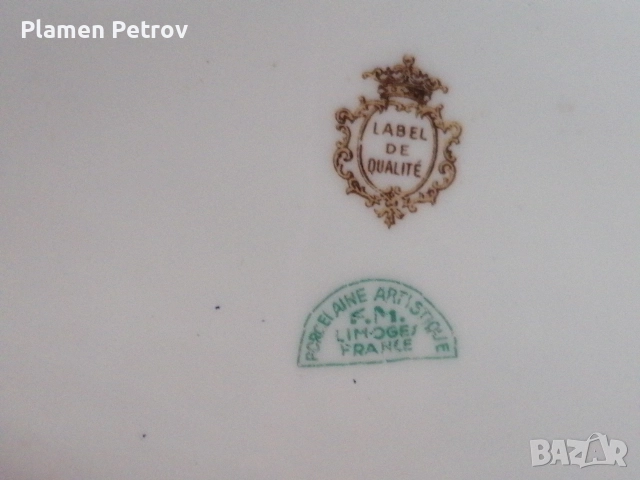 Plamen Petrov
LABEL
DE
QUALITÉ
PORCELAINE ARTISTIQUE
F.M.
LIMOGES
FRANCE
BAZAR